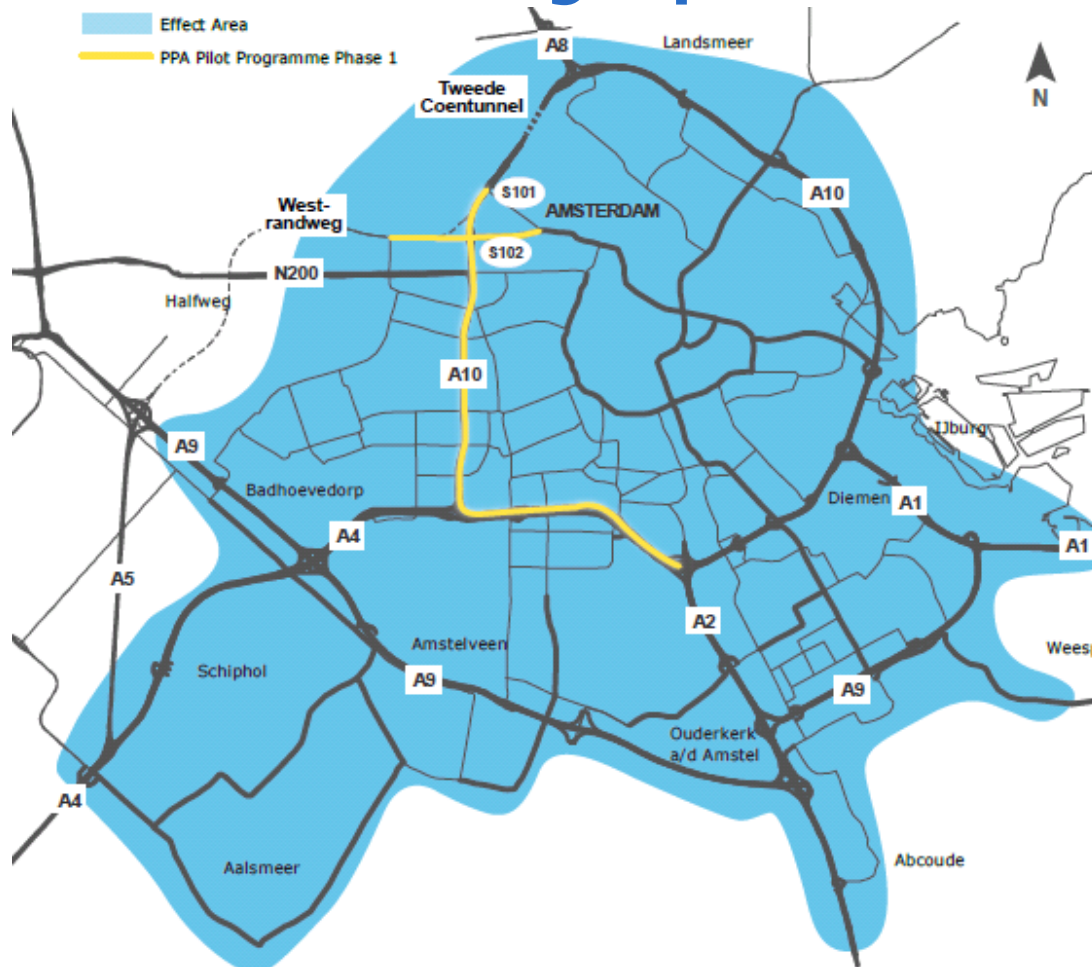 Effect Area
PPA Pilot Programme Phase 1
A8
Landsmeer
Tweede
Coentunnel
N
S101
A10
West-
randweg
AMSTERDAM
S102
N200
Halfweg
A10
IJburg
A9
Badhoevedorp
Diemen
A1
A4
A1
A5
A2
Amstelveen
Weesp
Schiphol
A9
A9
Ouderkerk
a/d Amstel
A4
Aalsmeer
Abcoude